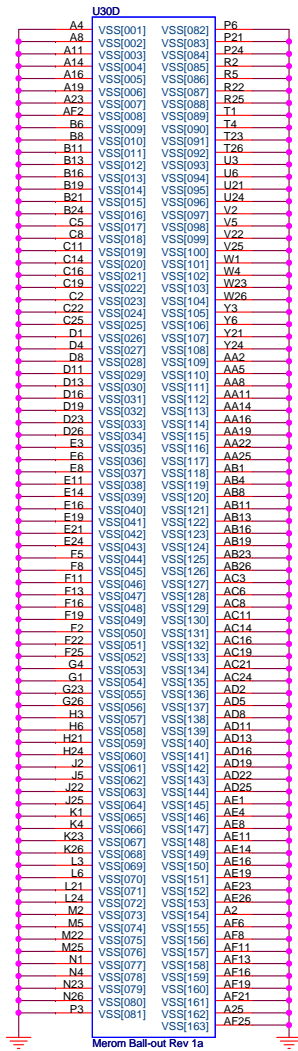 U30D
A4 VSS[001] VSS[082] P6
A8 VSS[002] VSS[083] P21
A11 VSS[003] VSS[084] P24
A14 VSS[004] VSS[085] R2
A16 VSS[005] VSS[086] R5
A19 VSS[006] VSS[087] R22
A23 VSS[007] VSS[088] R25
AF2 VSS[008] VSS[089] T1
B6 VSS[009] VSS[090] T4
B8 VSS[010] VSS[091] T23
B11 VSS[011] VSS[092] T26
B13 VSS[012] VSS[093] U3
B16 VSS[013] VSS[094] U6
B19 VSS[014] VSS[095] U21
B21 VSS[015] VSS[096] U24
B24 VSS[016] VSS[097] V2
C5 VSS[017] VSS[098] V5
C8 VSS[018] VSS[099] V22
C11 VSS[019] VSS[100] V25
C14 VSS[020] VSS[101] W1
C16 VSS[021] VSS[102] W4
C19 VSS[022] VSS[103] W23
C2 VSS[023] VSS[104] W26
C22 VSS[024] VSS[105] Y3
C25 VSS[025] VSS[106] Y6
D1 VSS[026] VSS[107] Y21
D4 VSS[027] VSS[108] Y24
D8 VSS[028] VSS[109] AA2
D11 VSS[029] VSS[110] AA5
D13 VSS[030] VSS[111] AA8
D16 VSS[031] VSS[112] AA11
D19 VSS[032] VSS[113] AA14
D23 VSS[033] VSS[114] AA16
D26 VSS[034] VSS[115] AA19
E3 VSS[035] VSS[116] AA22
E6 VSS[036] VSS[117] AA25
E8 VSS[037] VSS[118] AB1
E11 VSS[038] VSS[119] AB4
E14 VSS[039] VSS[120] AB8
E16 VSS[040] VSS[121] AB11
E19 VSS[041] VSS[122] AB13
E21 VSS[042] VSS[123] AB16
E24 VSS[043] VSS[124] AB19
F5 VSS[044] VSS[125] AB23
F8 VSS[045] VSS[126] AB26
F11 VSS[046] VSS[127] AC3
F13 VSS[047] VSS[128] AC6
F16 VSS[048] VSS[129] AC8
F19 VSS[049] VSS[130] AC11
F2 VSS[050] VSS[131] AC14
F22 VSS[051] VSS[132] AC16
F25 VSS[052] VSS[133] AC19
G4 VSS[053] VSS[134] AC21
G1 VSS[054] VSS[135] AC24
G23 VSS[055] VSS[136] AD2
G26 VSS[056] VSS[137] AD5
H3 VSS[057] VSS[138] AD8
H6 VSS[058] VSS[139] AD11
H21 VSS[059] VSS[140] AD13
H24 VSS[060] VSS[141] AD16
J2 VSS[061] VSS[142] AD19
J5 VSS[062] VSS[143] AD22
J22 VSS[063] VSS[144] AD25
J25 VSS[064] VSS[145] AE1
K1 VSS[065] VSS[146] AE4
K4 VSS[066] VSS[147] AE8
K23 VSS[067] VSS[148] AE11
K26 VSS[068] VSS[149] AE14
L3 VSS[069] VSS[150] AE16
L6 VSS[070] VSS[151] AE19
L21 VSS[071] VSS[152] AE23
L24 VSS[072] VSS[153] AE26
M2 VSS[073] VSS[154] A2
M5 VSS[074] VSS[155] AF6
M22 VSS[075] VSS[156] AF8
M25 VSS[076] VSS[157] AF11
N1 VSS[077] VSS[158] AF13
N4 VSS[078] VSS[159] AF16
N23 VSS[079] VSS[160] AF19
N26 VSS[080] VSS[161] AF21
P3 VSS[081] VSS[162] A25
VSS[163] AF25
Merom Ball-out Rev 1a